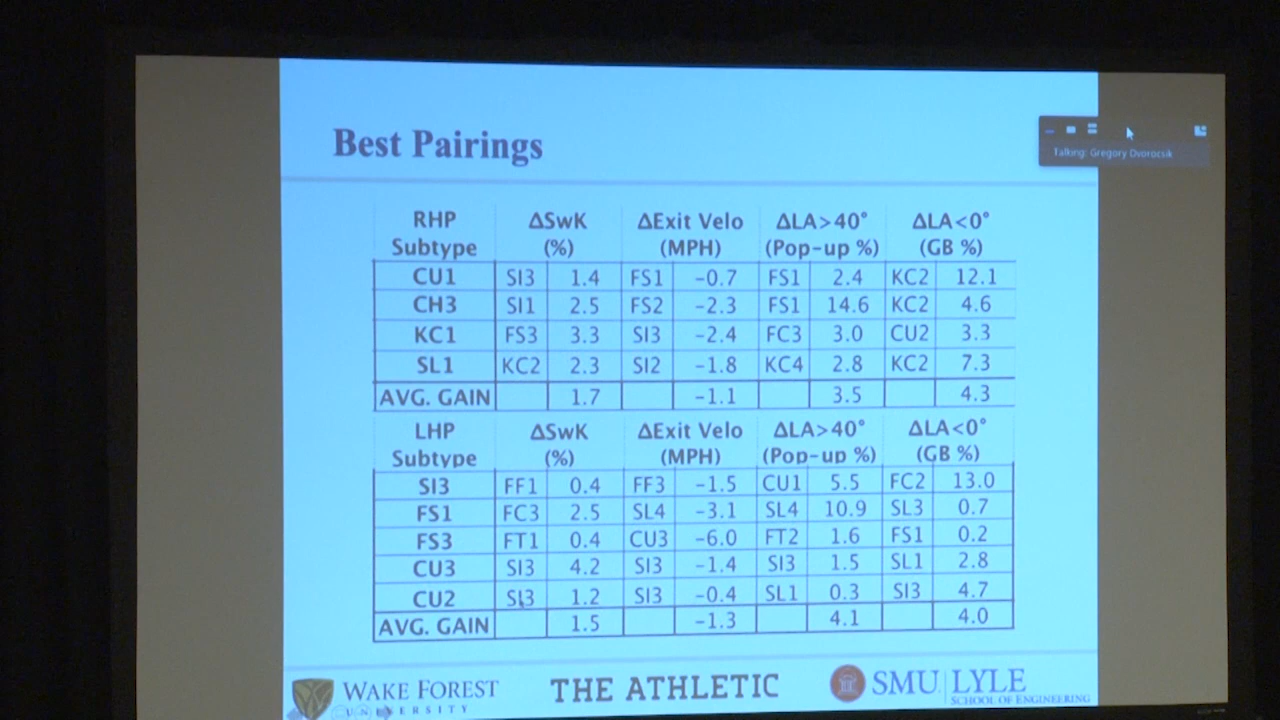 Best Pairings
Talking: Gregory Dvorocsik
RHP Subtype ΔSwK (%) ΔExit Velo (MPH) ΔLA>40° (Pop-up %) ΔLA<0° (GB %)
CU1 SI3 1.4 FS1 -0.7 FS1 2.4 KC2 12.1
CH3 SI1 2.5 FS2 -2.3 FS1 14.6 KC2 4.6
KC1 FS3 3.3 SI3 -2.4 FC3 3.0 CU2 3.3
SL1 KC2 2.3 SI2 -1.8 KC4 2.8 KC2 7.3
AVG. GAIN 1.7 -1.1 3.5 4.3
LHP Subtype ΔSwK (%) ΔExit Velo (MPH) ΔLA>40° (Pop-up %) ΔLA<0° (GB %)
SI3 FF1 0.4 FF3 -1.5 CU1 5.5 FC2 13.0
FS1 FC3 2.5 SL4 -3.1 SL4 10.9 SL3 0.7
FS3 FT1 0.4 CU3 -6.0 FT2 1.6 FS1 0.2
CU3 SI3 4.2 SI3 -1.4 SI3 1.5 SL1 2.8
CU2 SI3 1.2 SI3 -0.4 SL1 0.3 SI3 4.7
AVG. GAIN 1.5 -1.3 4.1 4.0
WAKE FOREST
UNIVERSITY
THE ATHLETIC
SMU LYLE
SCHOOL OF ENGINEERING